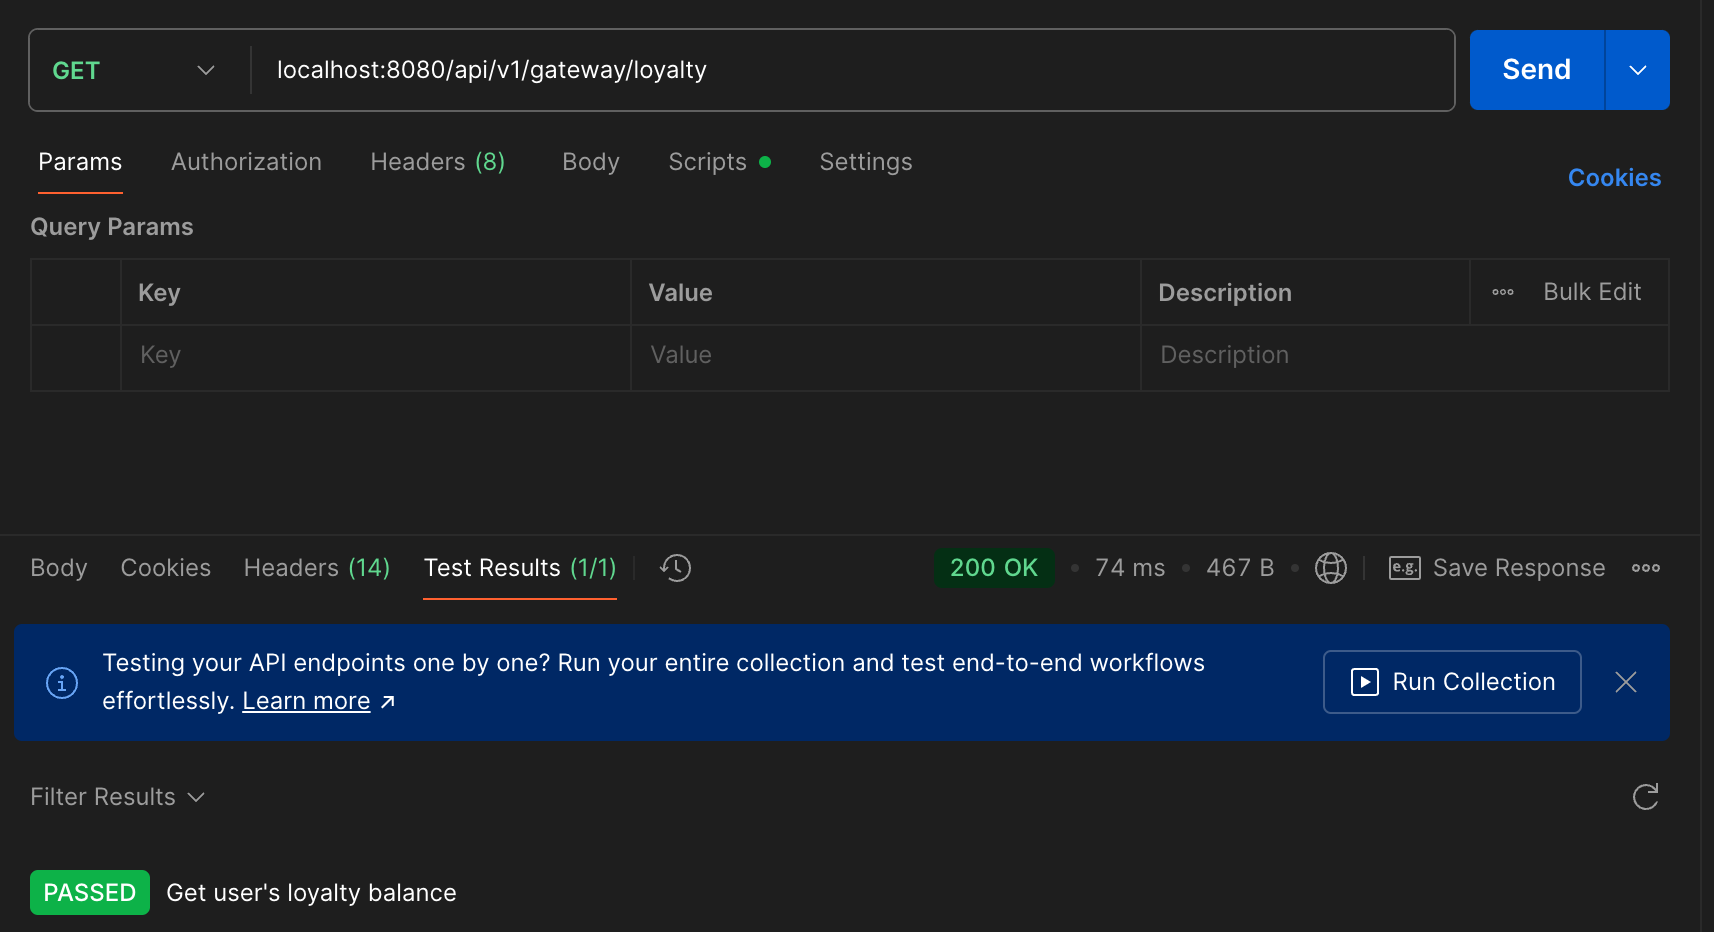 GET localhost:8080/api/v1/gateway/loyalty Send
Params Authorization Headers (8) Body Scripts Settings Cookies
Query Params
Key Value Description Bulk Edit
Key Value Description
Body Cookies Headers (14) Test Results (1/1) 200 OK 74 ms 467 B e.g. Save Response
Testing your API endpoints one by one? Run your entire collection and test end-to-end workflows
effortlessly. Learn more ↗
Run Collection
Filter Results
PASSED Get user's loyalty balance